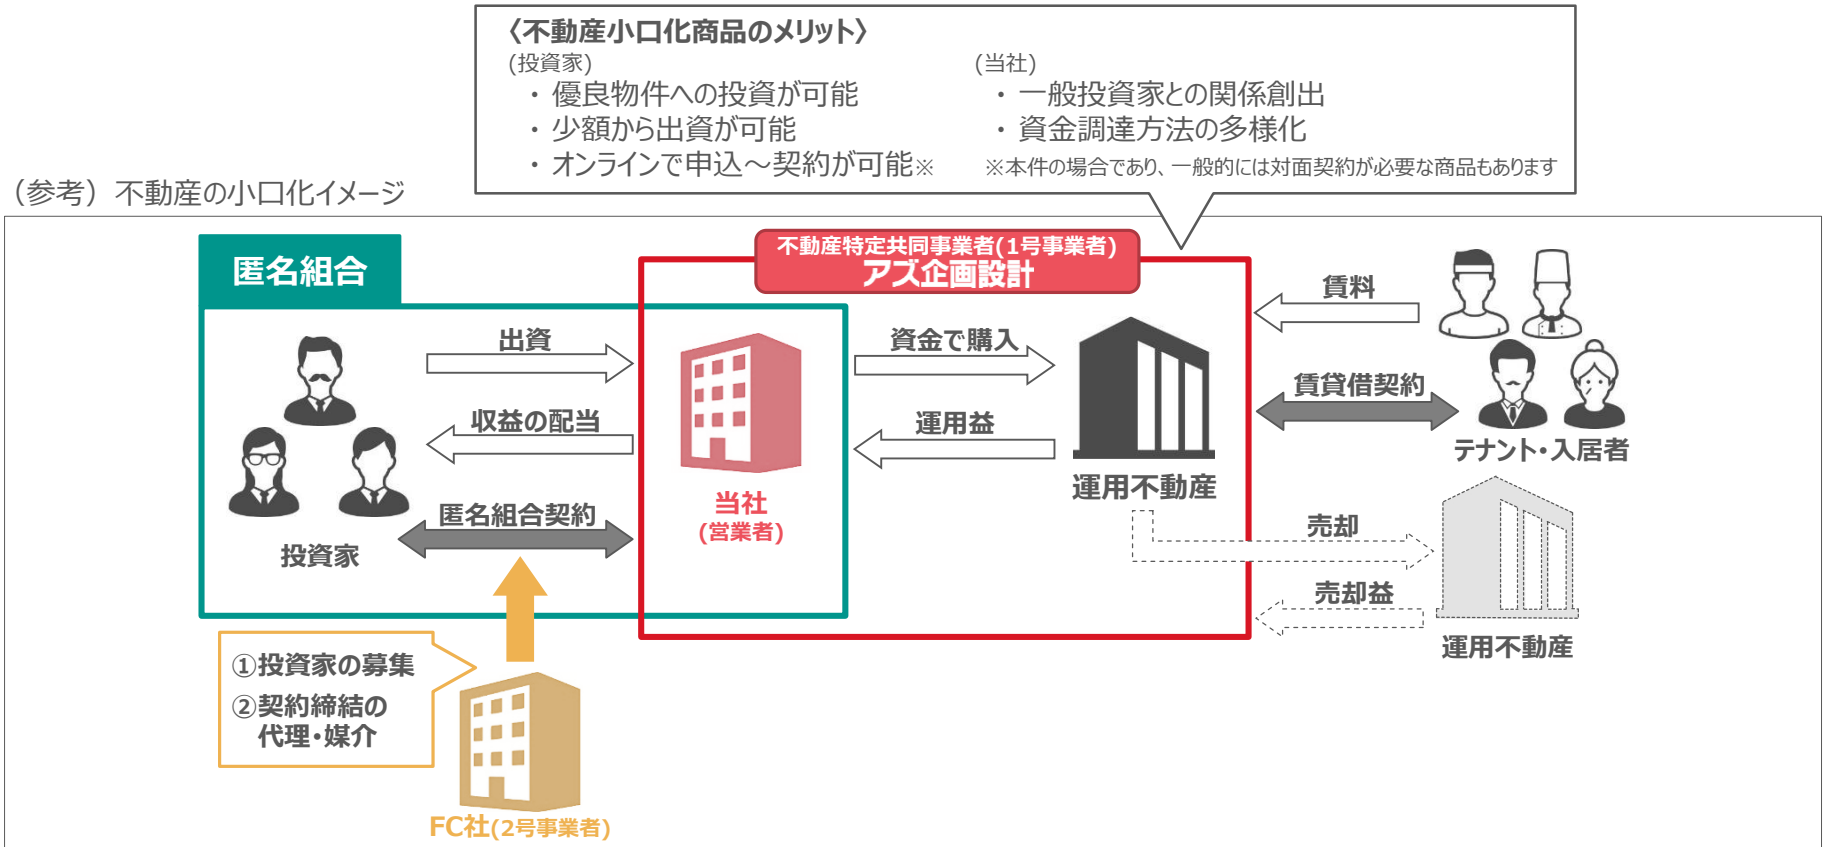 〈不動産小口化商品のメリット〉
(投資家)
・ 優良物件への投資が可能
・ 少額から出資が可能
・ オンラインで申込～契約が可能※
(当社)
・ 一般投資家との関係創出
・ 資金調達方法の多様化
※本件の場合であり、一般的には対面契約が必要な商品もあります
（参考）不動産の小口化イメージ
匿名組合
不動産特定共同事業者(1号事業者)
アズ企画設計
出資
収益の配当
匿名組合契約
投資家
当社
(営業者)
資金で購入
運用益
運用不動産
賃料
賃貸借契約
テナント・入居者
売却
売却益
運用不動産
①投資家の募集
②契約締結の
代理・媒介
FC社(2号事業者)